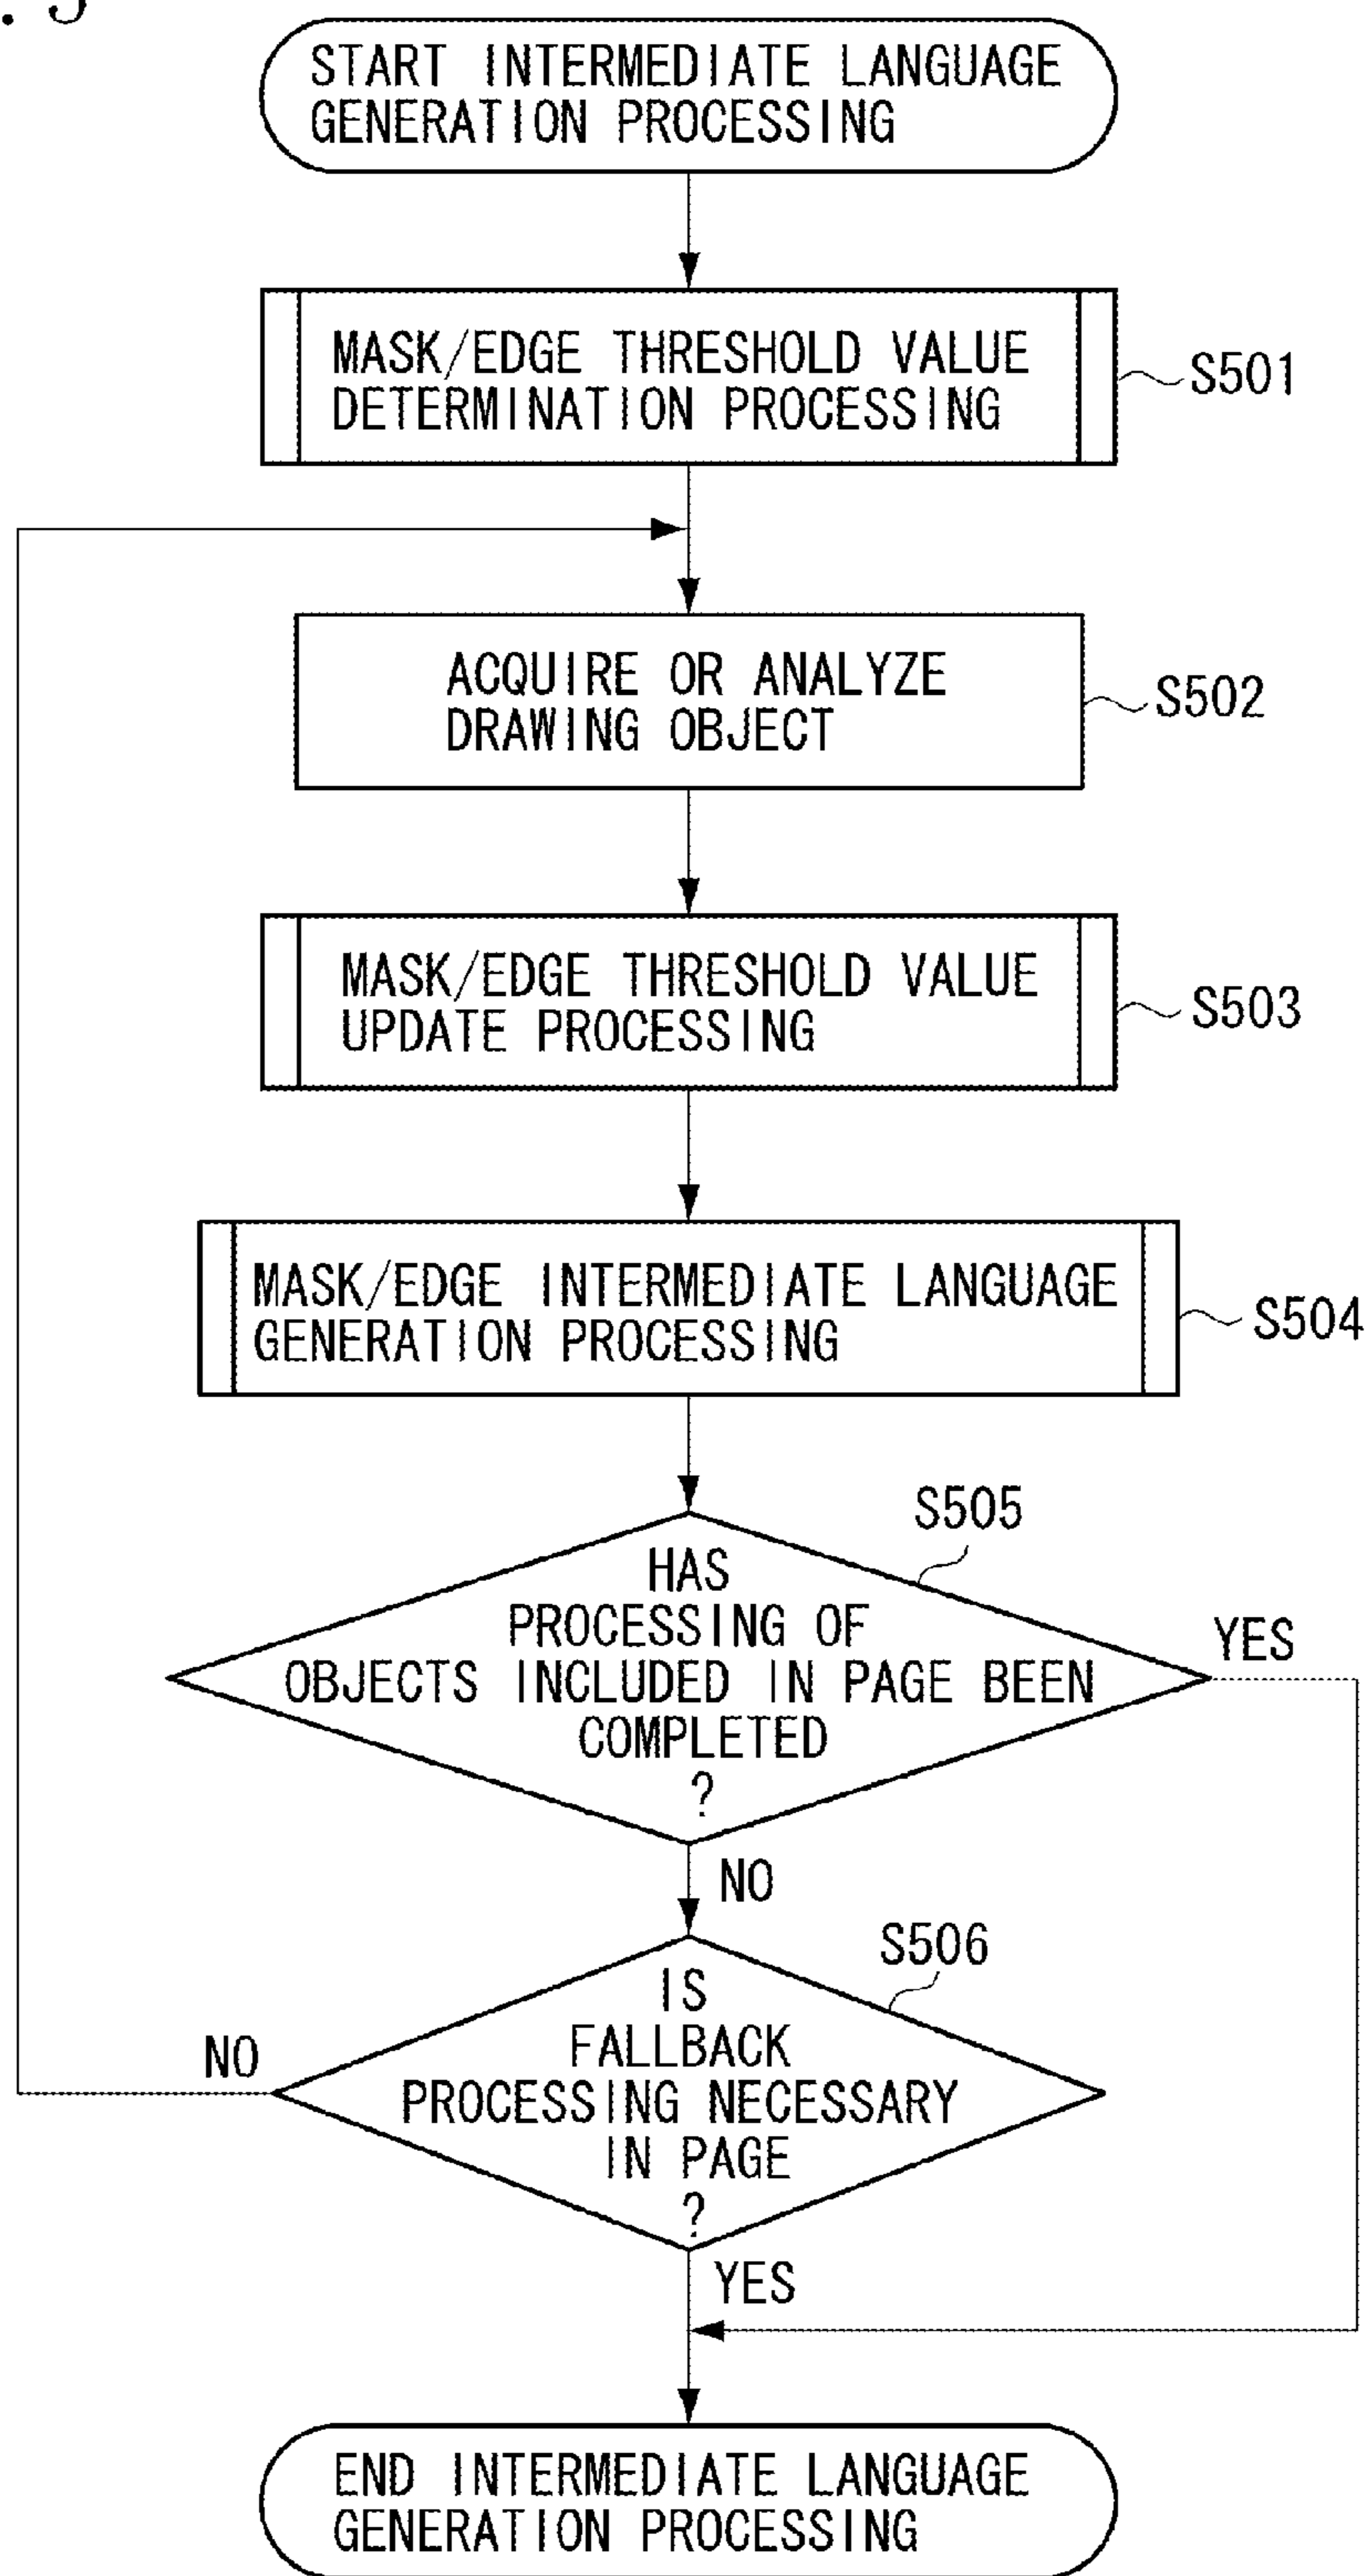 . 5
START INTERMEDIATE LANGUAGE
GENERATION PROCESSING
MASK/EDGE THRESHOLD VALUE
DETERMINATION PROCESSING
S501
ACQUIRE OR ANALYZE
DRAWING OBJECT
S502
MASK/EDGE THRESHOLD VALUE
UPDATE PROCESSING
S503
MASK/EDGE INTERMEDIATE LANGUAGE
GENERATION PROCESSING
S504
S505
HAS
PROCESSING OF
OBJECTS INCLUDED IN PAGE BEEN
COMPLETED
?
YES
NO
S506
IS
FALLBACK
PROCESSING NECESSARY
IN PAGE
?
NO
YES
END INTERMEDIATE LANGUAGE
GENERATION PROCESSING